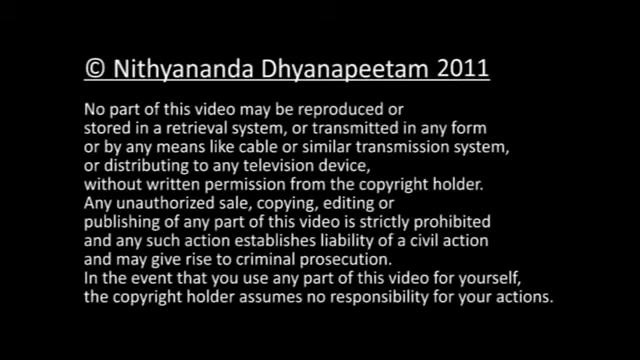 © Nithyananda Dhyanapeetam 2011
No part of this video may be reproduced or
stored in a retrieval system, or transmitted in any form
or by any means like cable or similar transmission system,
or distributing to any television device,
without written permission from the copyright holder.
Any unauthorized sale, copying, editing or
publishing of any part of this video is strictly prohibited
and any such action establishes liability of a civil action
and may give rise to criminal prosecution.
In the event that you use any part of this video for yourself,
the copyright holder assumes no responsibility for your actions.